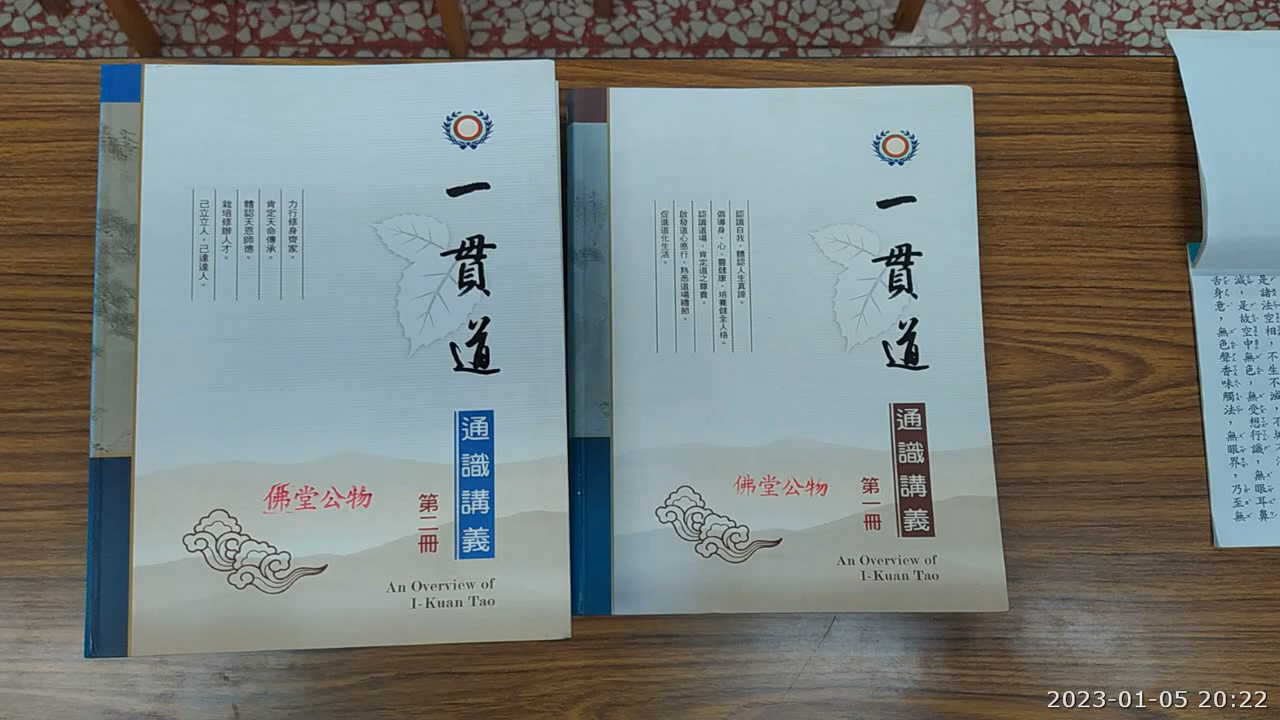 一貫道
通識講義
第二冊
力行修身齊家。
肯定天命傳承。
體認天恩師德。
栽培修辦人才。
己立立人,己達達人。
佛堂公物
An Overview of
I-Kuan Tao
一貫道
通識講義
第一冊
認識自我、體認人生真諦。
倡導身、心、靈健康,培養健全人格。
認識道場,肯定道之尊貴。
啟發道心應行,熟悉道場禮節。
促進道化生活。
佛堂公物
An Overview of
I-Kuan Tao
是諸法空相,不生不滅
滅,是故空中無色,無受想行識,無眼耳鼻
舌身意,無色聲香味觸法,無眼界,乃至無
2023-01-05 20:22